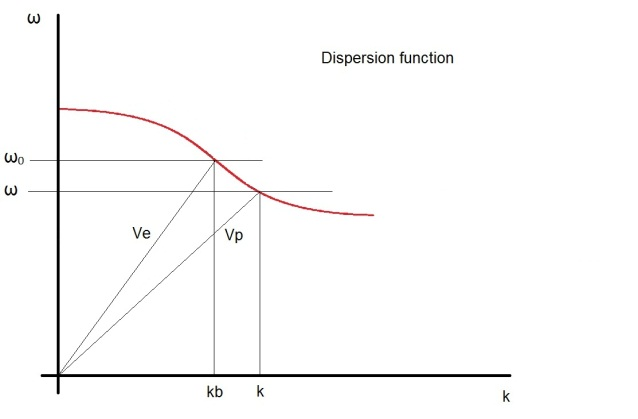 ω
Dispersion function
ω₀
ω
Ve
Vp
kb
k
k